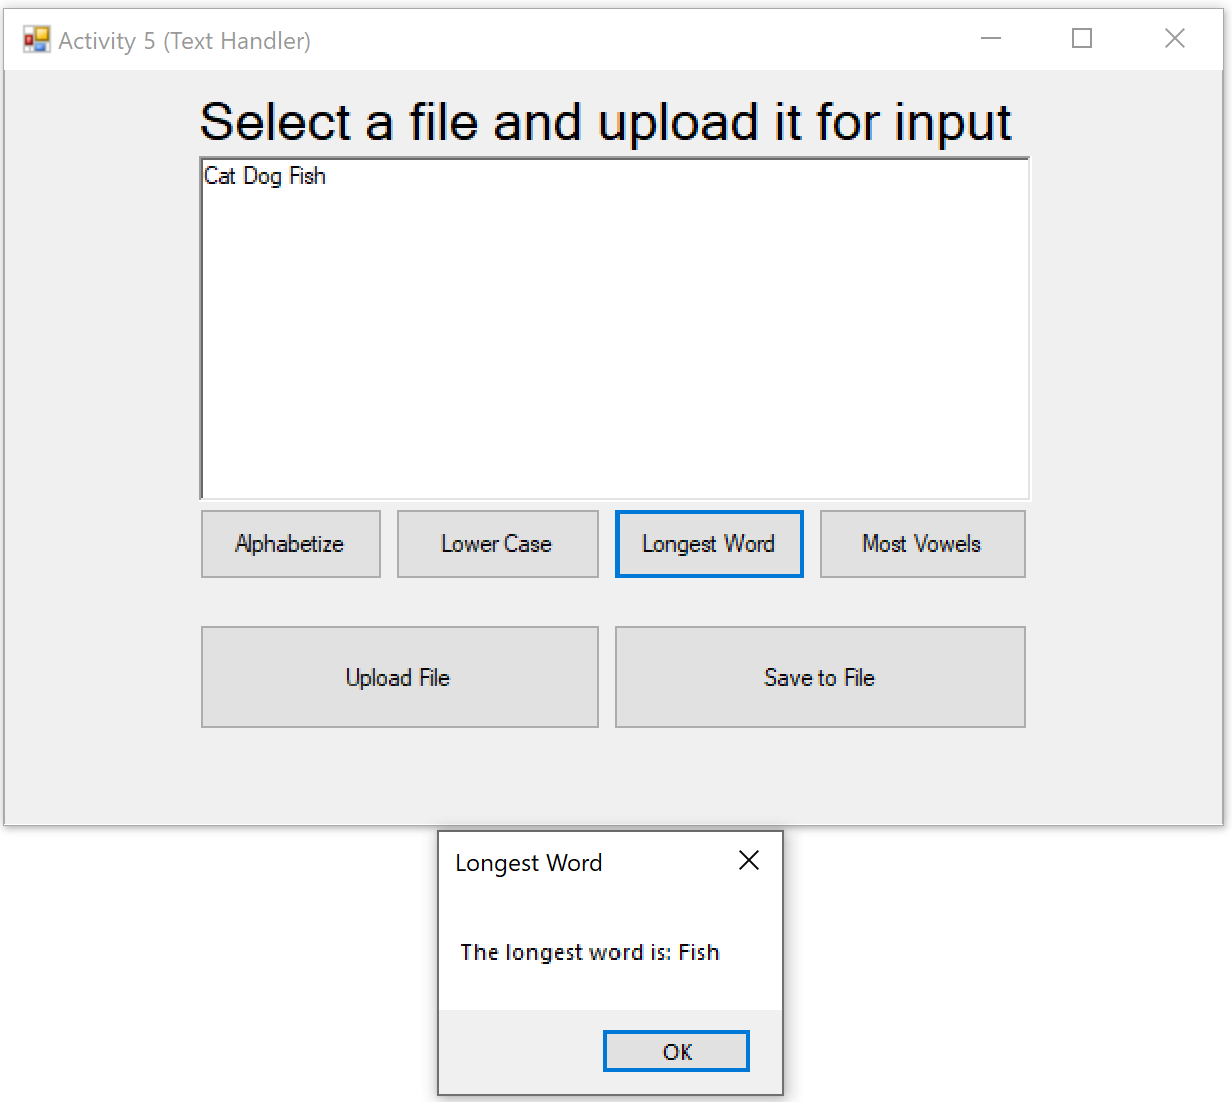 Activity 5 (Text Handler)
Select a file and upload it for input
Cat Dog Fish
Alphabetize Lower Case Longest Word Most Vowels
Upload File Save to File
Longest Word
The longest word is: Fish
OK